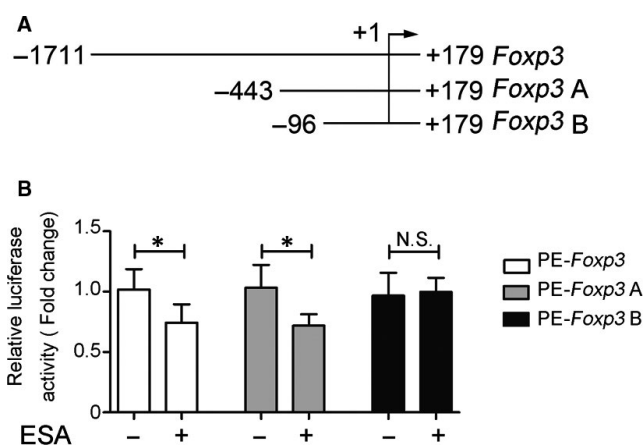 A
+1
–1711 +179 Foxp3
–443 +179 Foxp3 A
–96 +179 Foxp3 B
B
Relative luciferase
activity ( Fold change)
1.5
1.0
0.5
0
* * N.S.
PE-Foxp3
PE-Foxp3 A
PE-Foxp3 B
ESA – + – + – +